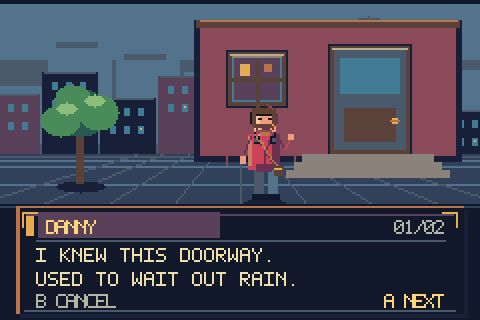 DANNY 01/02
I KNEW THIS DOORWAY.
USED TO WAIT OUT RAIN.
B CANCEL A NEXT